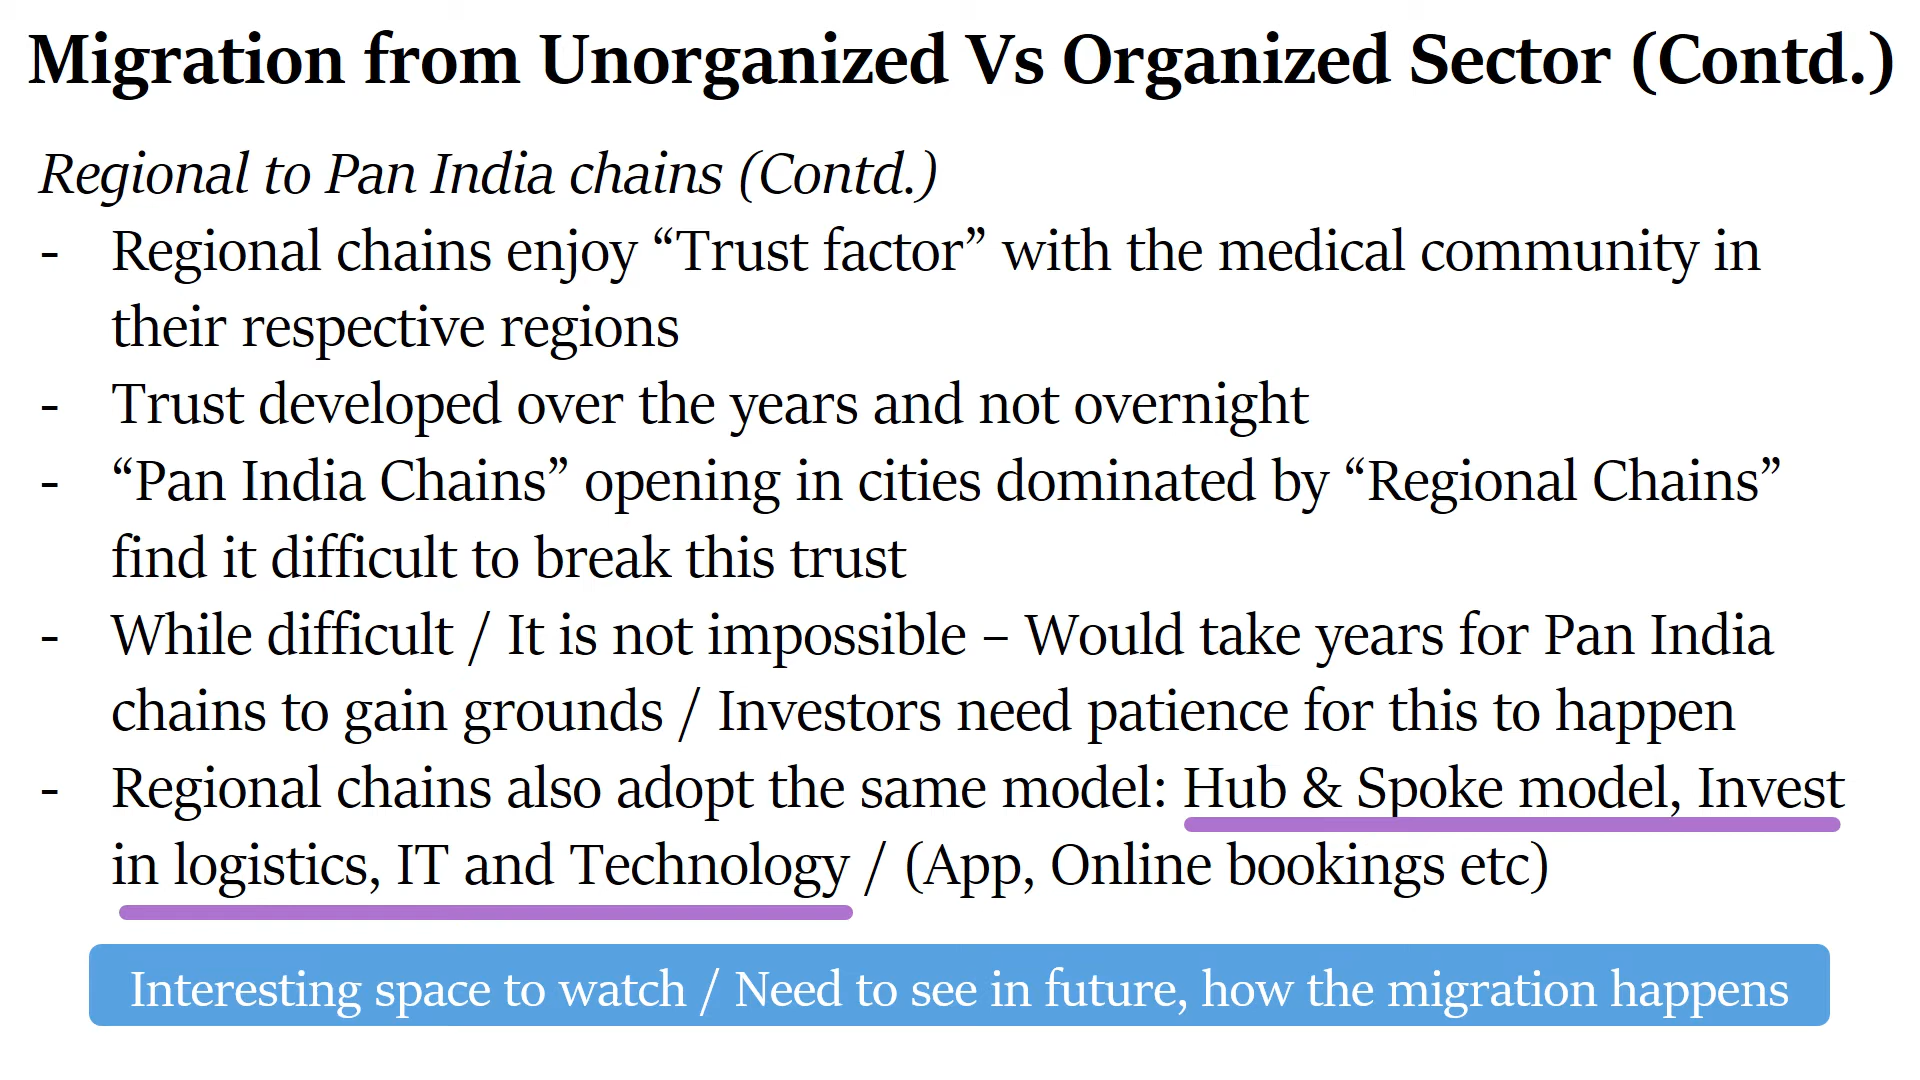 Migration from Unorganized Vs Organized Sector (Contd.)
Regional to Pan India chains (Contd.)
- Regional chains enjoy “Trust factor” with the medical community in
their respective regions
- Trust developed over the years and not overnight
- “Pan India Chains” opening in cities dominated by “Regional Chains”
find it difficult to break this trust
- While difficult / It is not impossible – Would take years for Pan India
chains to gain grounds / Investors need patience for this to happen
- Regional chains also adopt the same model: Hub & Spoke model, Invest
in logistics, IT and Technology / (App, Online bookings etc)
Interesting space to watch / Need to see in future, how the migration happens